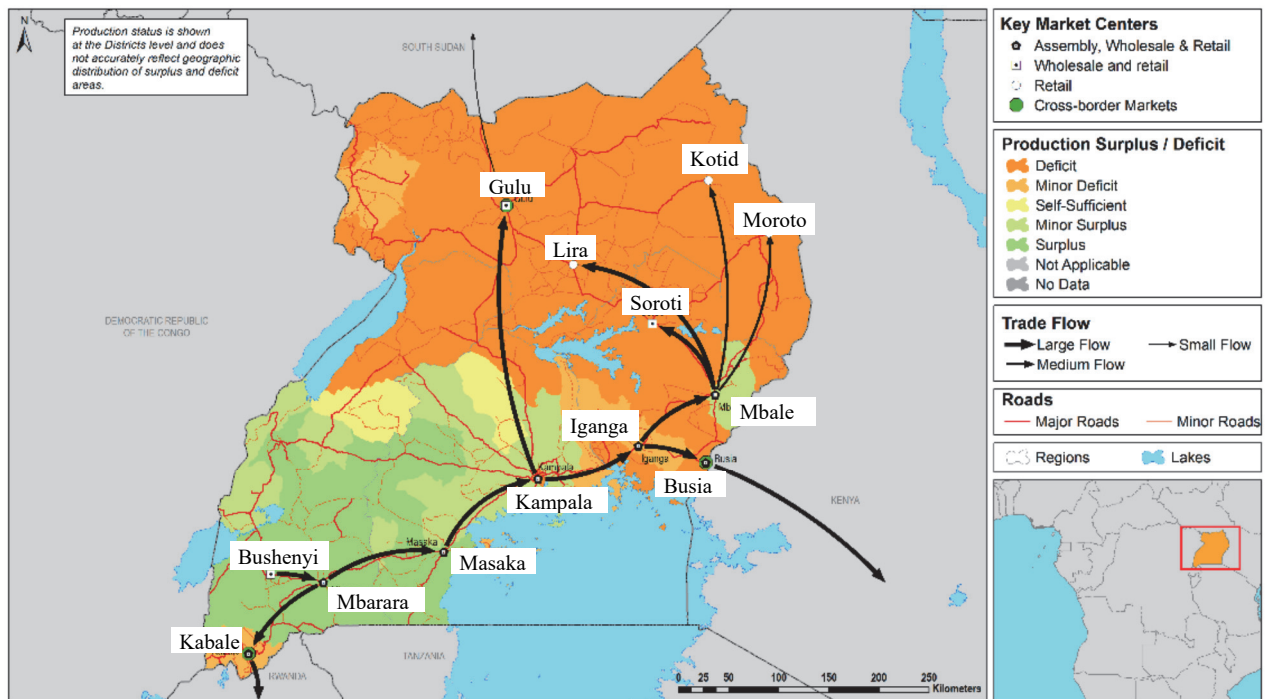 N
Production status is shown
at the Districts level and does
not accurately reflect geographic
distribution of surplus and deficit
areas.
SOUTH SUDAN
Kotid
Gulu
Moroto
Lira
Soroti
DEMOCRATIC REPUBLIC
OF THE CONGO
Mbale
Iganga
Iganga
Busia
Busia
Kampala
Kampala
KENYA
Masaka
Masaka
Bushenyi
Mbarara
Kabale
TANZANIA
RWANDA
0 25 50 100 150 200 250
Kilometers
Key Market Centers
Assembly, Wholesale & Retail
Wholesale and retail
Retail
Cross-border Markets
Production Surplus / Deficit
Deficit
Minor Deficit
Self-Sufficient
Minor Surplus
Surplus
Not Applicable
No Data
Trade Flow
Large Flow Small Flow
Medium Flow
Roads
Major Roads Minor Roads
Regions Lakes